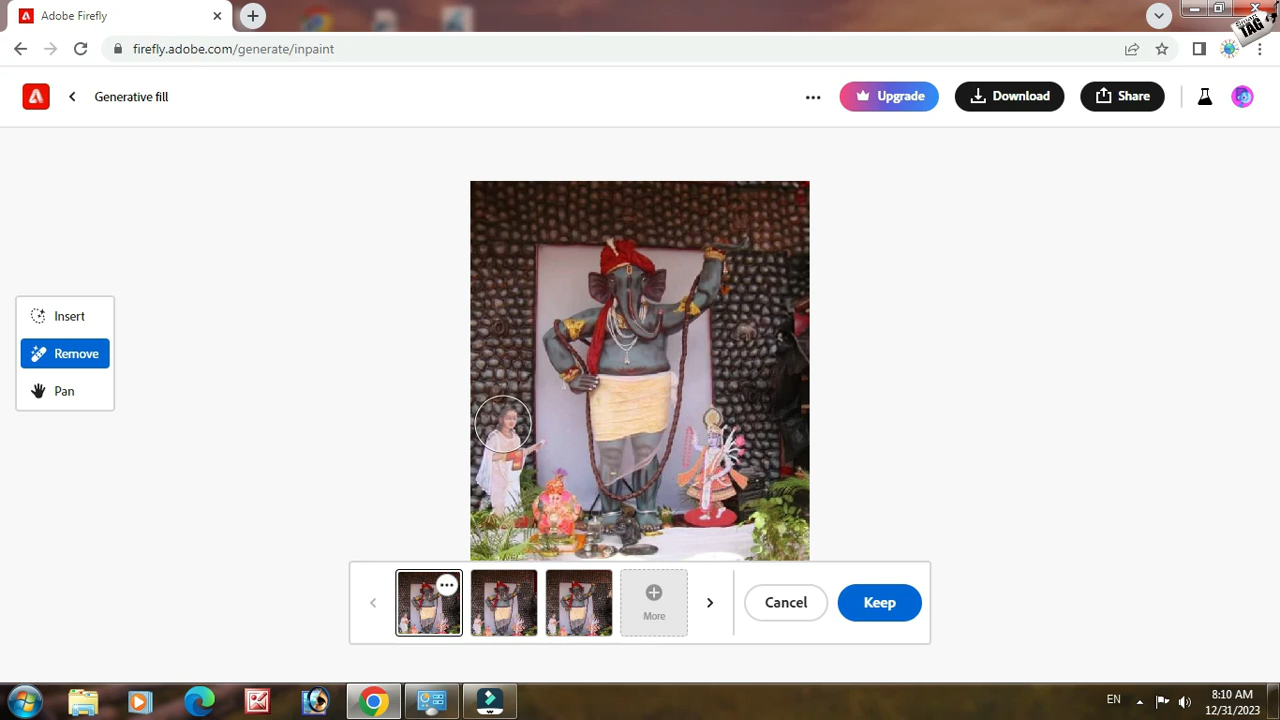 Adobe Firefly
firefly.adobe.com/generate/inpaint
Generative fill
Upgrade
Download
Share
Insert
Remove
Pan
More
Cancel
Keep
EN
8:10 AM
12/31/2023
TAG